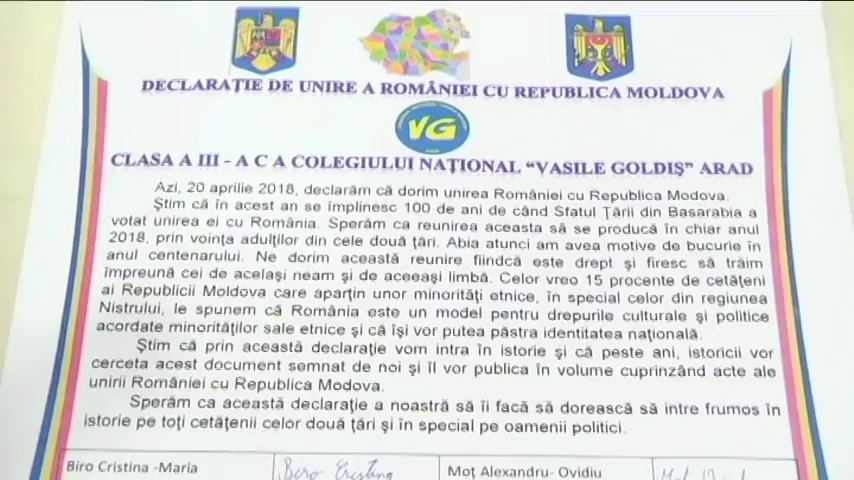 DECLARAȚIE DE UNIRE A ROMÂNIEI CU REPUBLICA MOLDOVA
VG
CLASA A III - A C A COLEGIULUI NAȚIONAL “VASILE GOLDIȘ” ARAD
Azi, 20 aprilie 2018, declarăm că dorim unirea României cu Republica Modova.
Știm că în acest an se împlinesc 100 de ani de când Sfatul Țării din Basarabia a
votat unirea ei cu România. Sperăm ca reunirea aceasta să se producă în chiar anul
2018, prin voința adulților din cele două țări. Abia atunci am avea motive de bucurie în
anul centenarului. Ne dorim această reunire fiindcă este drept și firesc să trăim
împreună cei de același neam și de aceeași limbă. Celor vreo 15 procente de cetățeni
ai Republicii Moldova care aparțin unor minorități etnice, în special celor din regiunea
Nistrului, le spunem că România este un model pentru drepurile culturale și politice
acordate minorităților sale etnice și că își vor putea păstra identitatea națională.
Știm că prin această declarație vom intra în istorie și că peste ani, istoricii vor
cerceta acest document semnat de noi și îl vor publica în volume cuprinzând acte ale
unirii României cu Republica Modova.
Sperăm ca această declarație a noastră să îi facă să dorească să intre frumos în
istorie pe toți cetățenii celor două țări și în special pe oamenii politici.
Biro Cristina -Maria Biro Cristina Moț Alexandru- Ovidiu